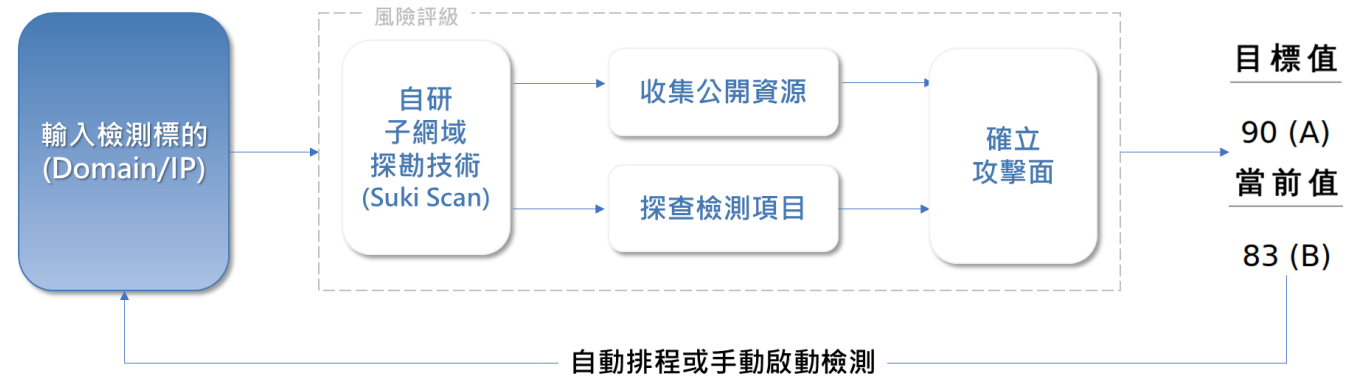 風險評級
輸入檢測標的
(Domain/IP)
自研
子網域
探勘技術
(Suki Scan)
收集公開資源
探查檢測項目
確立
攻擊面
目標值
90 (A)
當前值
83 (B)
自動排程或手動啟動檢測